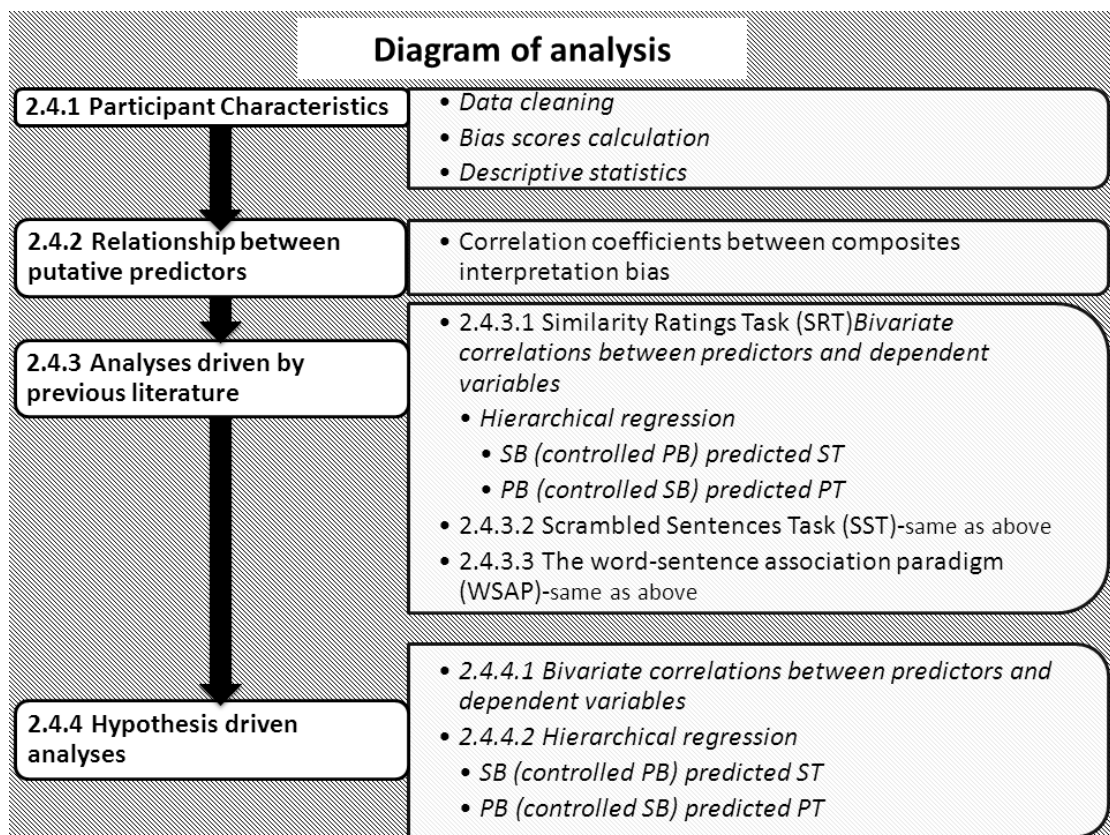 Diagram of analysis
2.4.1 Participant Characteristics
• Data cleaning
• Bias scores calculation
• Descriptive statistics
2.4.2 Relationship between
putative predictors
• Correlation coefficients between composites
interpretation bias
2.4.3 Analyses driven by
previous literature
• 2.4.3.1 Similarity Ratings Task (SRT)Bivariate
correlations between predictors and dependent
variables
• Hierarchical regression
• SB (controlled PB) predicted ST
• PB (controlled SB) predicted PT
• 2.4.3.2 Scrambled Sentences Task (SST)-same as above
• 2.4.3.3 The word-sentence association paradigm
(WSAP)-same as above
2.4.4 Hypothesis driven
analyses
• 2.4.4.1 Bivariate correlations between predictors and
dependent variables
• 2.4.4.2 Hierarchical regression
• SB (controlled PB) predicted ST
• PB (controlled SB) predicted PT